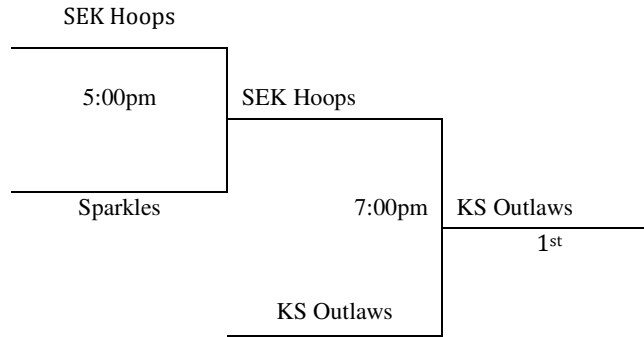 SEK Hoops
5:00pm
SEK Hoops
Sparkles
7:00pm
KS Outlaws
1st
KS Outlaws